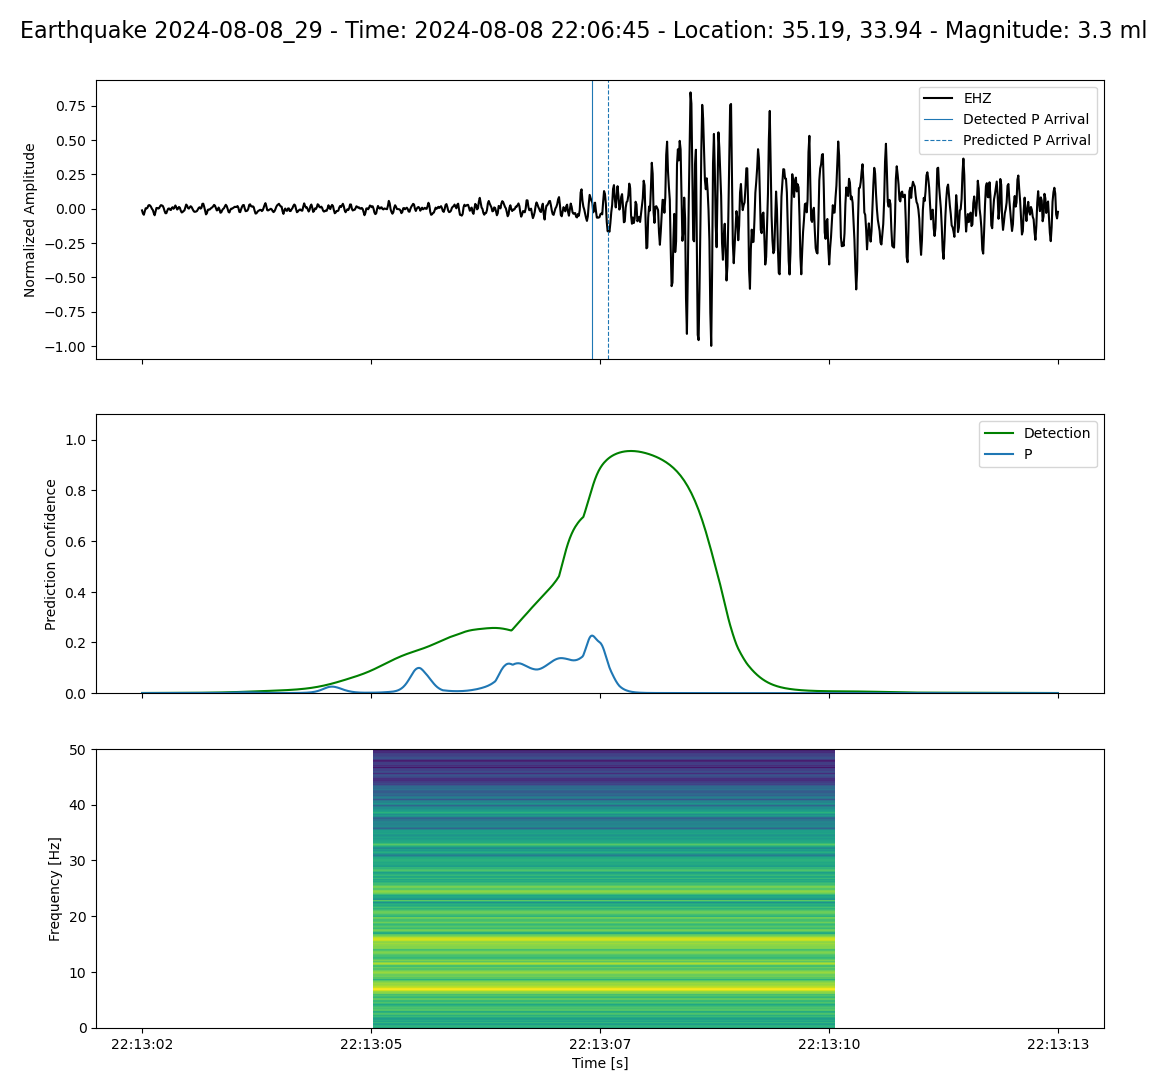 Earthquake 2024-08-08_29 - Time: 2024-08-08 22:06:45 - Location: 35.19, 33.94 - Magnitude: 3.3 ml
Normalized Amplitude
0.75
0.50
0.25
0.00
−0.25
−0.50
−0.75
−1.00
EHZ
Detected P Arrival
Predicted P Arrival
Prediction Confidence
1.0
0.8
0.6
0.4
0.2
0.0
Detection
P
Frequency [Hz]
50
40
30
20
10
0
22:13:02 22:13:05 22:13:07 22:13:10 22:13:13
Time [s]